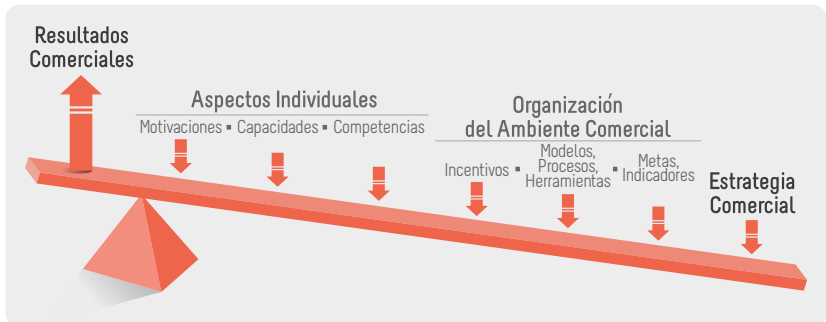 Resultados
Comerciales
Aspectos Individuales
Motivaciones ▪ Capacidades ▪ Competencias
Organización
del Ambiente Comercial
Incentivos ▪ Modelos,
Procesos,
Herramientas ▪ Metas,
Indicadores
Estrategia
Comercial